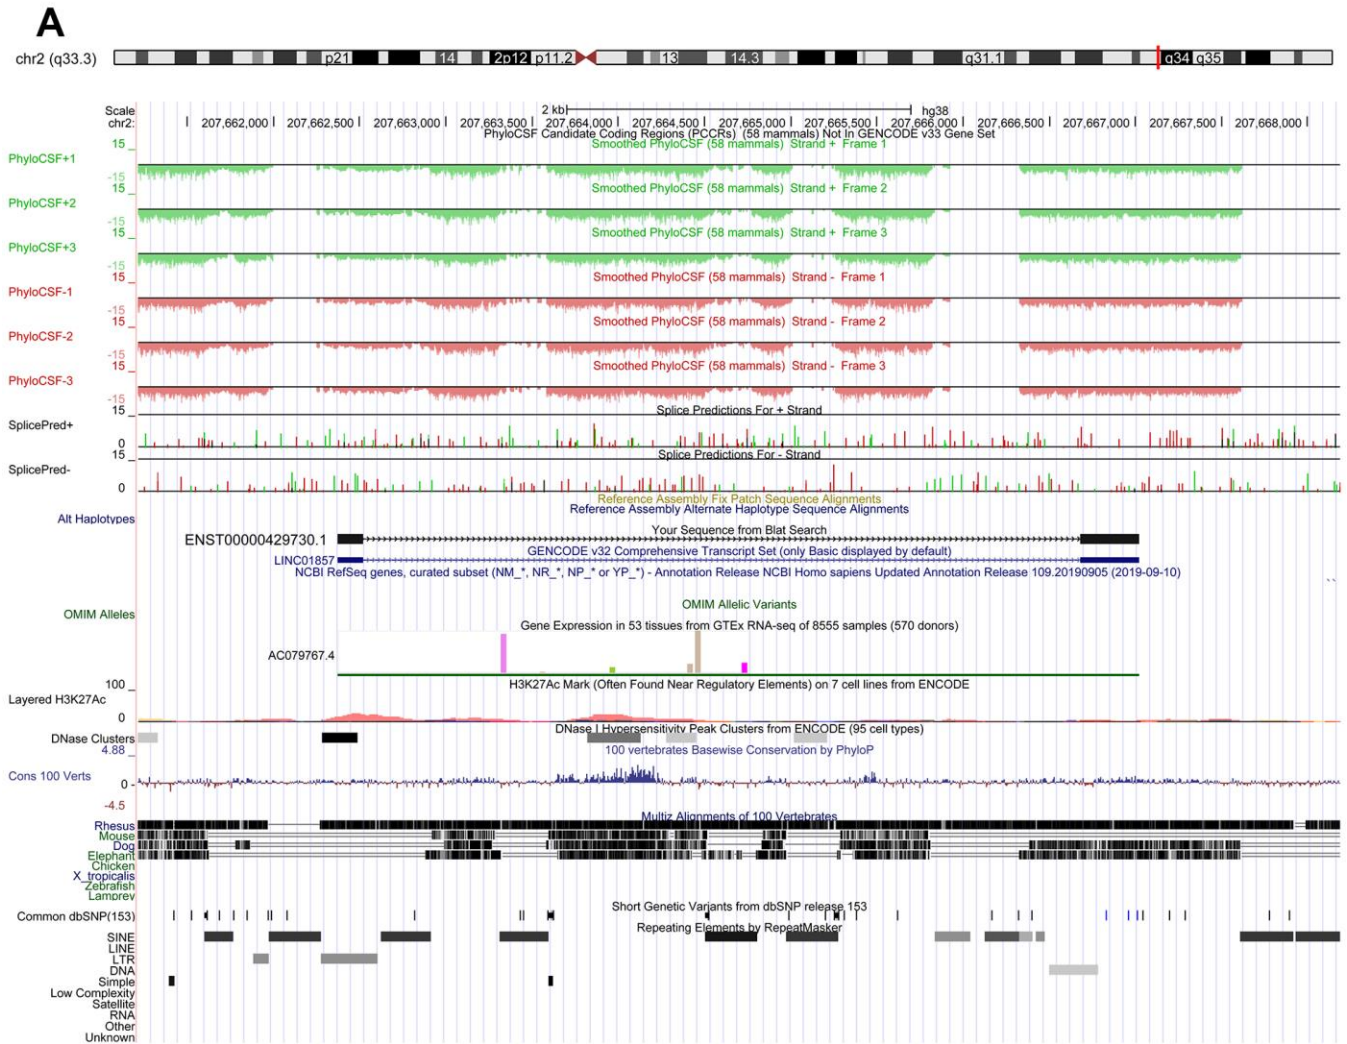 A
chr2 (q33.3) p21 14 2p12 p11.2 13 14.3 q31.1 q34 q35
Scale 2 kb hg38
chr2: 207,662,000 207,662,500 207,663,000 207,663,500 207,664,000 207,664,500 207,665,000 207,665,500 207,666,000 207,666,500 207,667,000 207,667,500 207,668,000
PhyloCSF Candidate Coding Regions (PCCRs) (58 mammals) Not In GENCODE v33 Gene Set
15 Smoothed PhyloCSF (58 mammals) Strand + Frame 1
PhyloCSF+1
-15
15 Smoothed PhyloCSF (58 mammals) Strand + Frame 2
PhyloCSF+2
-15
15 Smoothed PhyloCSF (58 mammals) Strand + Frame 3
PhyloCSF+3
-15
15 Smoothed PhyloCSF (58 mammals) Strand - Frame 1
PhyloCSF-1
-15
15 Smoothed PhyloCSF (58 mammals) Strand - Frame 2
PhyloCSF-2
-15
15 Smoothed PhyloCSF (58 mammals) Strand - Frame 3
PhyloCSF-3
-15
15 Splice Predictions For + Strand
SplicePred+
0
15 Splice Predictions For - Strand
SplicePred-
0
Reference Assembly Fix Patch Sequence Alignments
Reference Assembly Alternate Haplotype Sequence Alignments
Alt Haplotypes
Your Sequence from Blat Search
ENST00000429730.1
GENCODE v32 Comprehensive Transcript Set (only Basic displayed by default)
LINC01857
NCBI RefSeq genes, curated subset (NM_*, NR_*, NP_* or YP_*) - Annotation Release NCBI Homo sapiens Updated Annotation Release 109.20190905 (2019-09-10)
OMIM Allelic Variants
OMIM Alleles
Gene Expression in 53 tissues from GTEx RNA-seq of 8555 samples (570 donors)
AC079767.4
H3K27Ac Mark (Often Found Near Regulatory Elements) on 7 cell lines from ENCODE
100
Layered H3K27Ac
0
DNase I Hypersensitivity Peak Clusters from ENCODE (95 cell types)
DNase Clusters
4.88 100 vertebrates Basewise Conservation by PhyloP
Cons 100 Verts
0
-4.5
Multiz Alignments of 100 Vertebrates
Rhesus
Mouse
Dog
Elephant
Chicken
X_tropicalis
Zebrafish
Lamprey
Short Genetic Variants from dbSNP release 153
Common dbSNP(153)
Repeating Elements by RepeatMasker
SINE
LINE
LTR
DNA
Simple
Low Complexity
Satellite
RNA
Other
Unknown